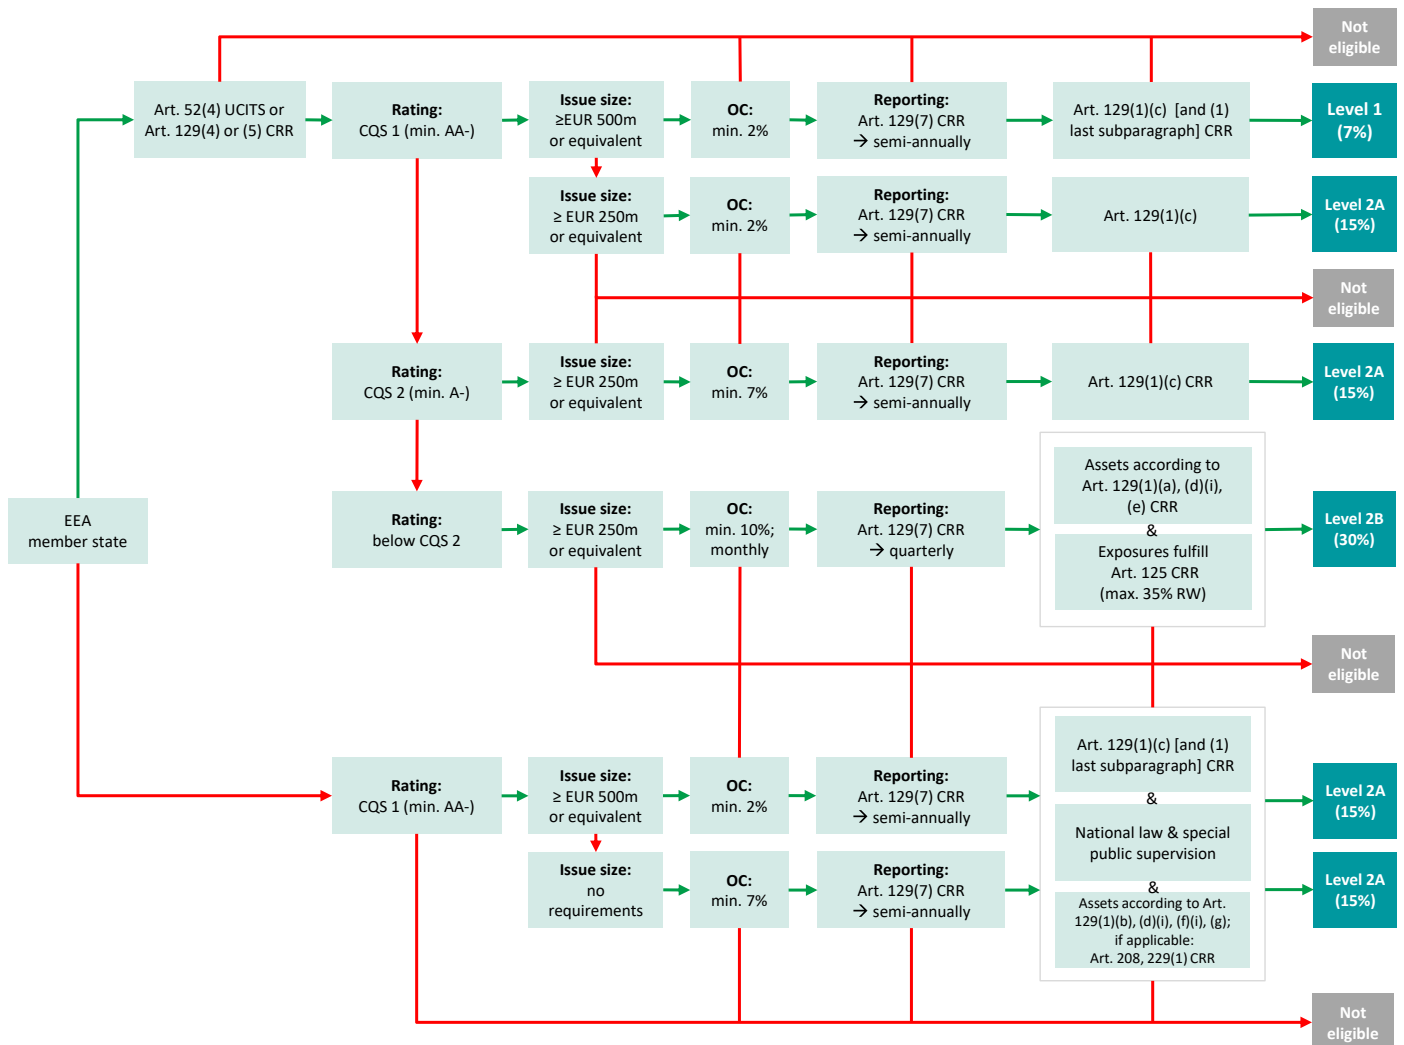 Not
eligible
Art. 52(4) UCITS or
Art. 129(4) or (5) CRR
Rating:
CQS 1 (min. AA-)
Issue size:
≥EUR 500m
or equivalent
OC:
min. 2%
Reporting:
Art. 129(7) CRR
→ semi-annually
Art. 129(1)(c) [and (1)
last subparagraph] CRR
Level 1
(7%)
Issue size:
≥ EUR 250m
or equivalent
OC:
min. 2%
Reporting:
Art. 129(7) CRR
→ semi-annually
Art. 129(1)(c)
Level 2A
(15%)
Not
eligible
Rating:
CQS 2 (min. A-)
Issue size:
≥ EUR 250m
or equivalent
OC:
min. 7%
Reporting:
Art. 129(7) CRR
→ semi-annually
Art. 129(1)(c) CRR
Level 2A
(15%)
EEA
member state
Rating:
below CQS 2
Issue size:
≥ EUR 250m
or equivalent
OC:
min. 10%;
monthly
Reporting:
Art. 129(7) CRR
→ quarterly
Assets according to
Art. 129(1)(a), (d)(i),
(e) CRR
&
Exposures fulfill
Art. 125 CRR
(max. 35% RW)
Level 2B
(30%)
Not
eligible
Rating:
CQS 1 (min. AA-)
Issue size:
≥ EUR 500m
or equivalent
OC:
min. 2%
Reporting:
Art. 129(7) CRR
→ semi-annually
Art. 129(1)(c) [and (1)
last subparagraph] CRR
&
National law & special
public supervision
&
Assets according to Art.
129(1)(b), (d)(i), (f)(i), (g);
if applicable:
Art. 208, 229(1) CRR
Level 2A
(15%)
Issue size:
no
requirements
OC:
min. 7%
Reporting:
Art. 129(7) CRR
→ semi-annually
Level 2A
(15%)
Not
eligible